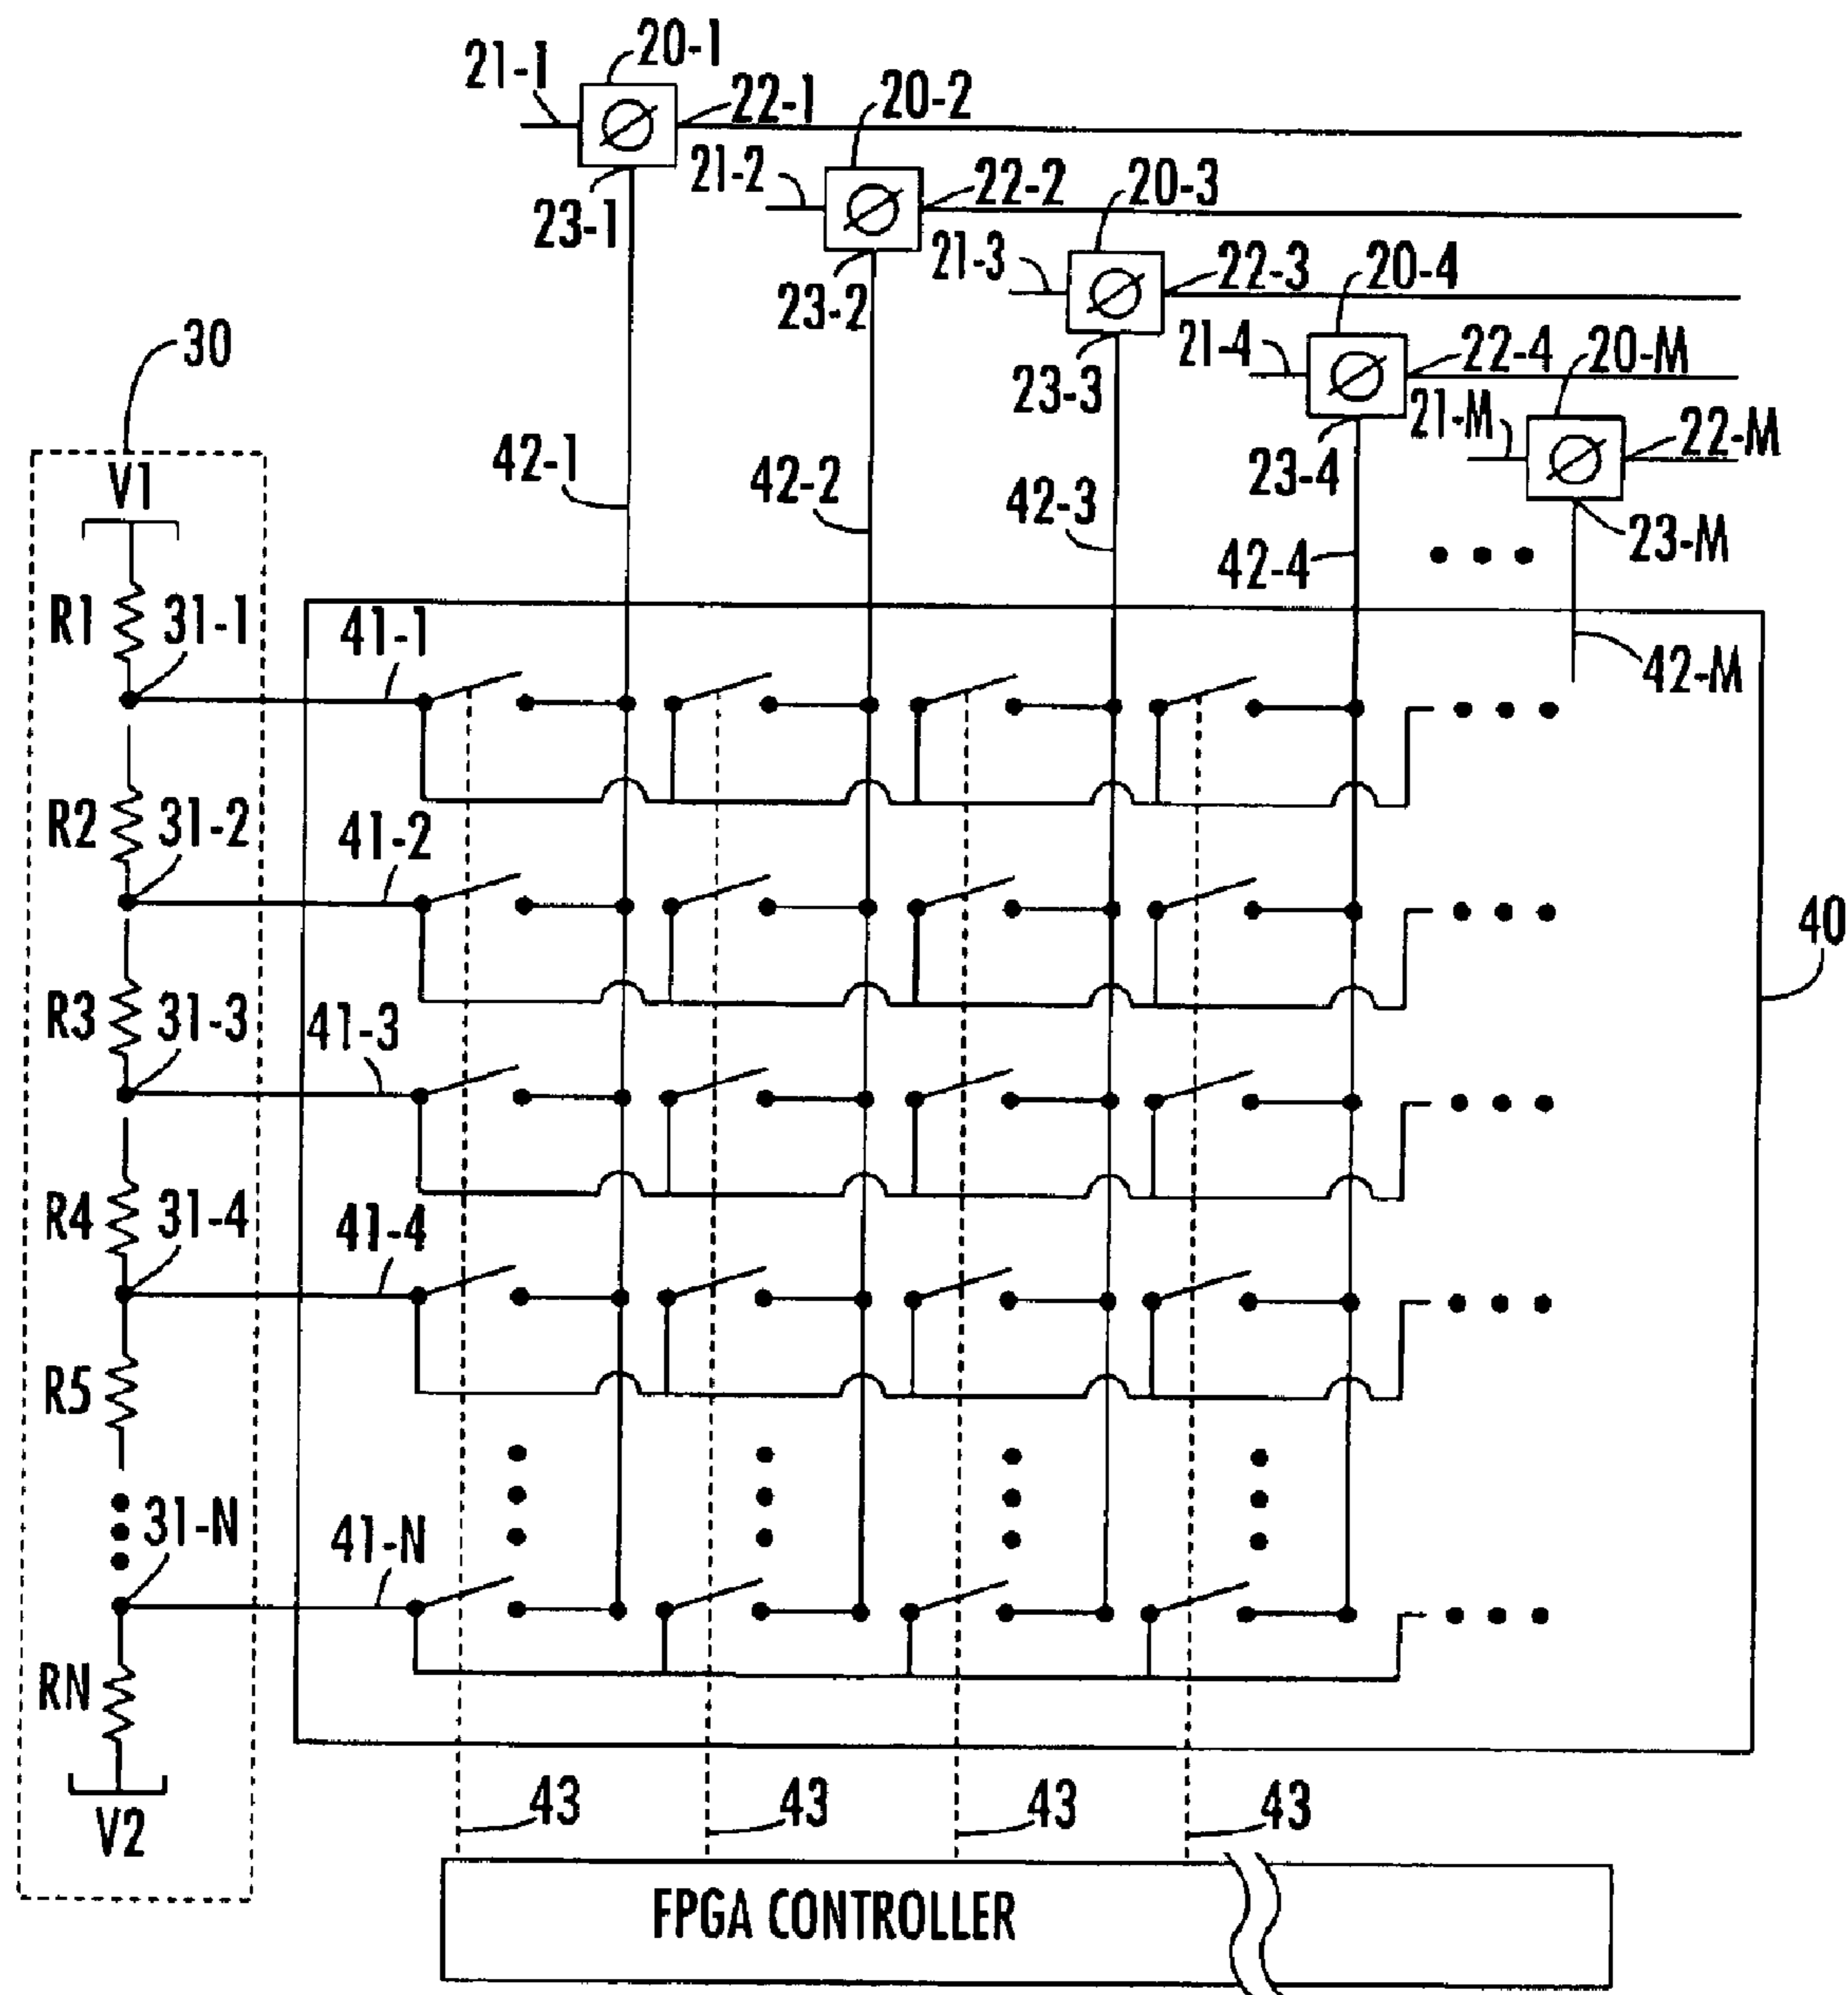 20-1
21-1
22-1
20-2
21-2
22-2
20-3
23-1
21-3
22-3
20-4
23-2
30
21-4
22-4
20-M
23-3
21-M
22-M
42-1
42-2
42-3
23-4
V1
23-M
42-4
R1
31-1
41-1
42-M
R2
31-2
41-2
40
R3
31-3
41-3
R4
31-4
41-4
R5
31-N
41-N
RN
43
43
43
43
V2
FPGA CONTROLLER